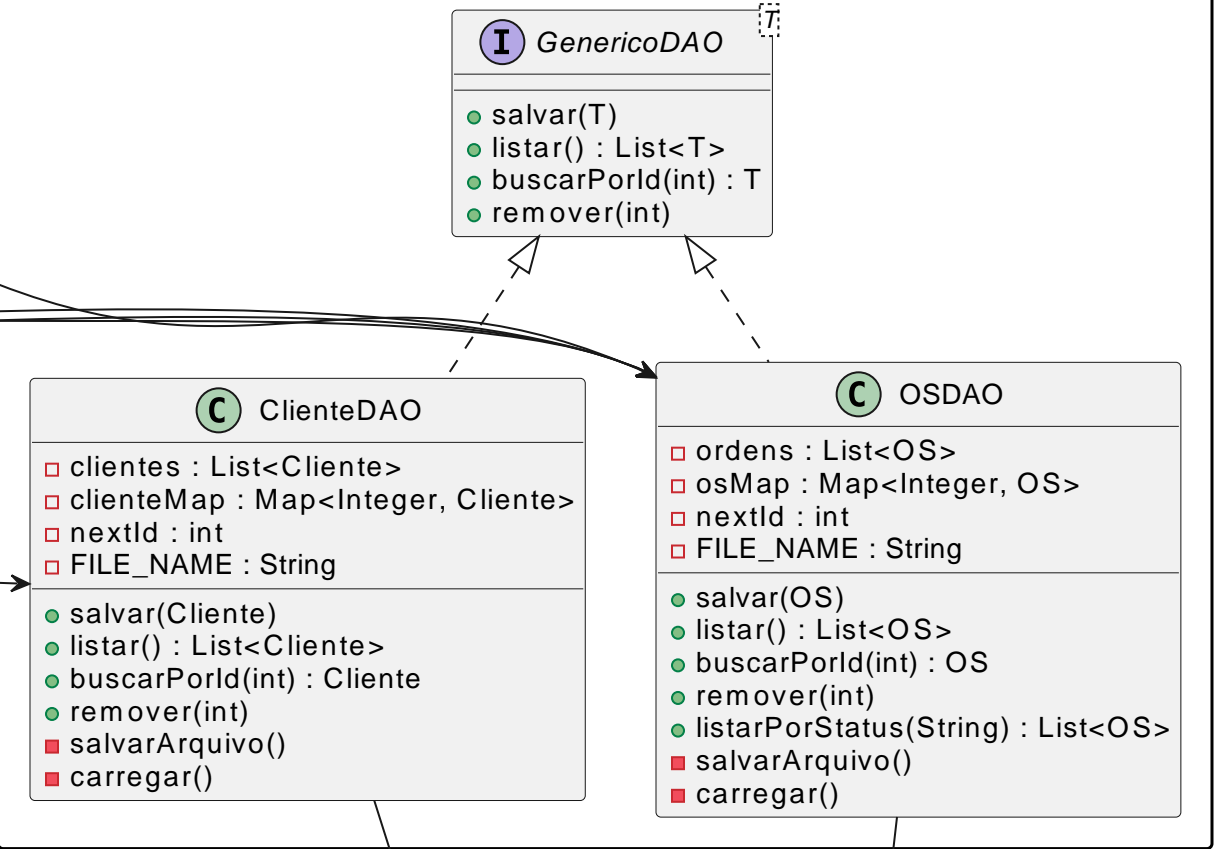 T
I GenericoDAO
salvar(T)
listar() : List<T>
buscarPorId(int) : T
remover(int)
C ClienteDAO
clientes : List<Cliente>
clienteMap : Map<Integer, Cliente>
nextId : int
FILE_NAME : String
salvar(Cliente)
listar() : List<Cliente>
buscarPorId(int) : Cliente
remover(int)
salvarArquivo()
carregar()
C OSDAO
ordens : List<OS>
osMap : Map<Integer, OS>
nextId : int
FILE_NAME : String
salvar(OS)
listar() : List<OS>
buscarPorId(int) : OS
remover(int)
listarPorStatus(String) : List<OS>
salvarArquivo()
carregar()